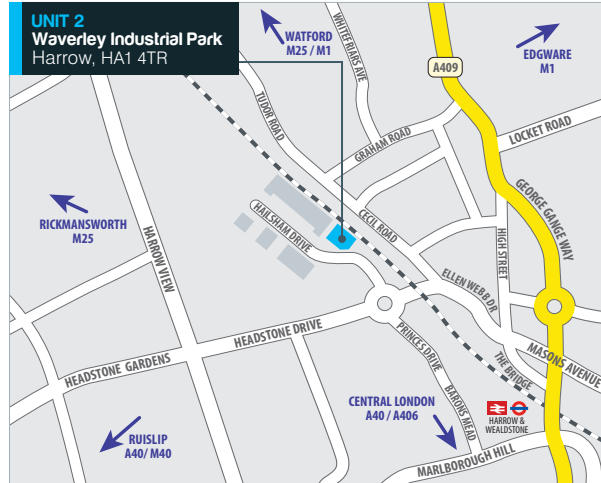 UNIT 2
Waverley Industrial Park
Harrow, HA1 4TR
WATFORD
M25 / M1
WHITEFRIARS AVE
EDGWARE
M1
A409
TUDOR ROAD
GRAHAM ROAD
LOCKET ROAD
RICKMANSWORTH
M25
HARROW VIEW
HAILSHAM DRIVE
CECIL ROAD
HIGH STREET
GEORGE GANGE WAY
ELLEN WEBB DR
HEADSTONE DRIVE
HEADSTONE GARDENS
PRINCES DRIVE
THE BRIDGE
MASONS AVENUE
BARONS MEAD
CENTRAL LONDON
A40 / A406
HARROW &
WEALDSTONE
RUISLIP
A40/ M40
MARLBOROUGH HILL